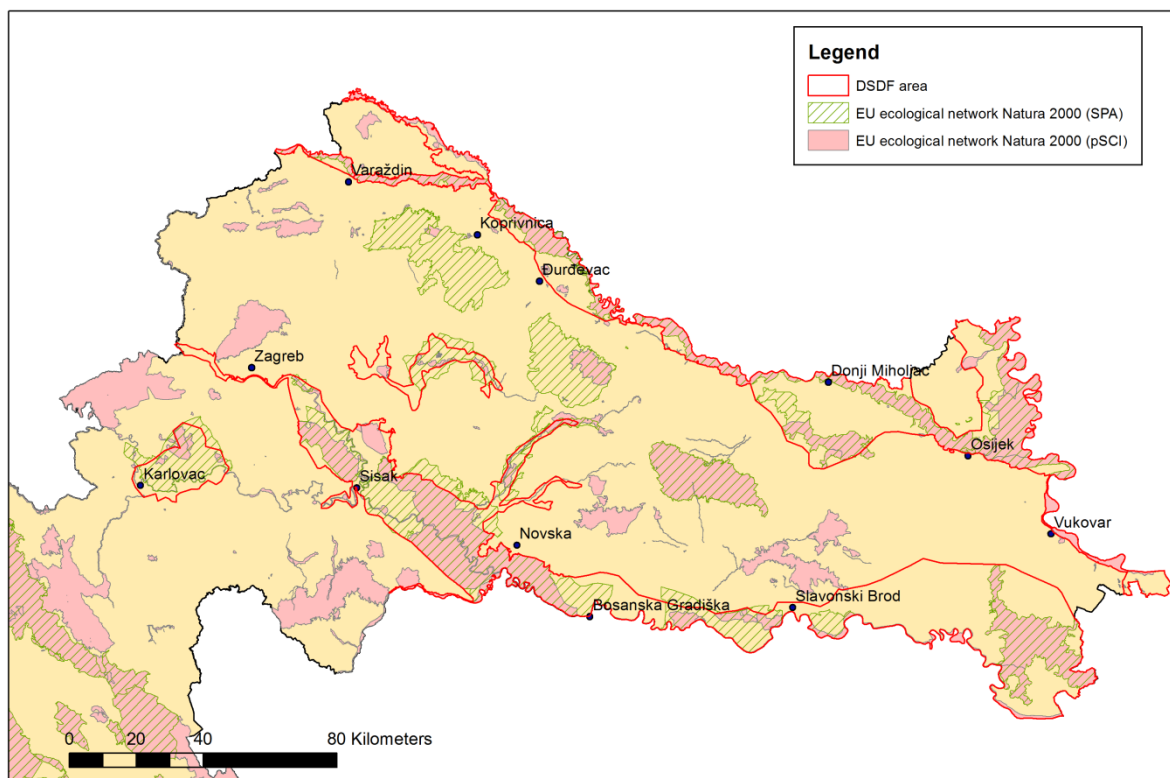 Legend
DSDF area
EU ecological network Natura 2000 (SPA)
EU ecological network Natura 2000 (pSCI)
Varaždin
Koprivnica
Đurđevac
Zagreb
Donji Miholjac
Osijek
Karlovac
Sisak
Vukovar
Novska
Bosanska Gradiška
Slavonski Brod
0 20 40 80 Kilometers